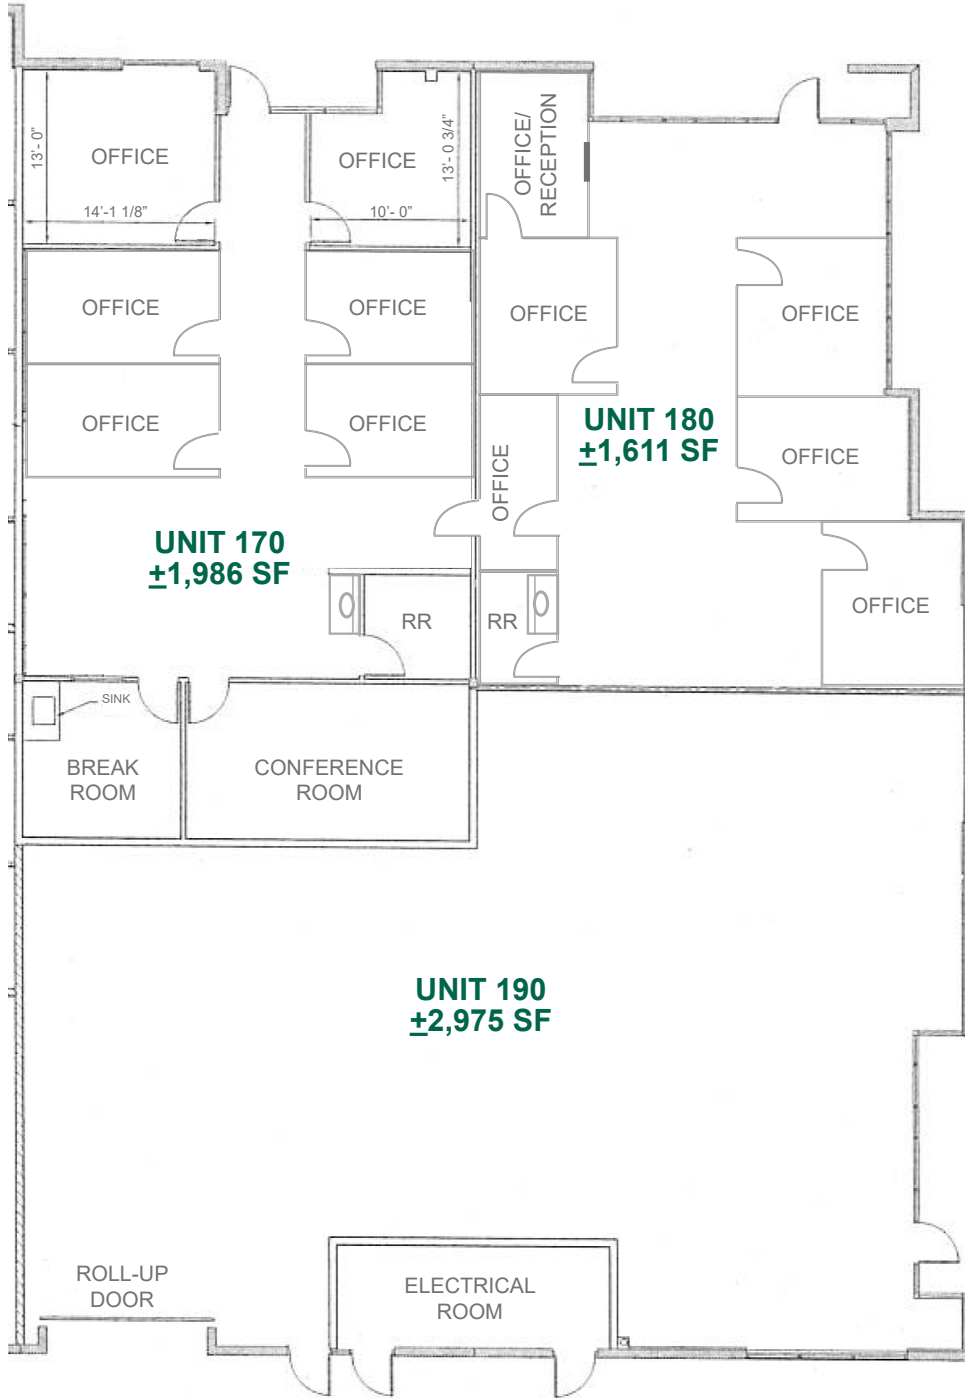 OFFICE
13'- 0"
14'-1 1/8"
OFFICE
13'- 0 3/4"
10'- 0"
OFFICE/
RECEPTION
OFFICE
OFFICE
OFFICE
OFFICE
OFFICE
OFFICE
OFFICE
OFFICE
OFFICE
UNIT 180
±1,611 SF
UNIT 170
±1,986 SF
RR
RR
OFFICE
SINK
BREAK
ROOM
CONFERENCE
ROOM
UNIT 190
±2,975 SF
ROLL-UP
DOOR
ELECTRICAL
ROOM